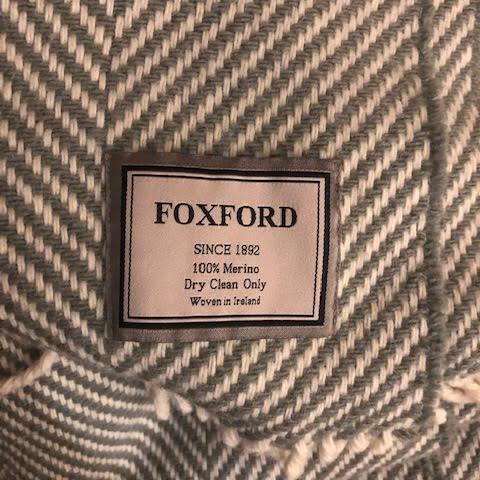 FOXFORD
SINCE 1892
100% Merino
Dry Clean Only
Woven in Ireland